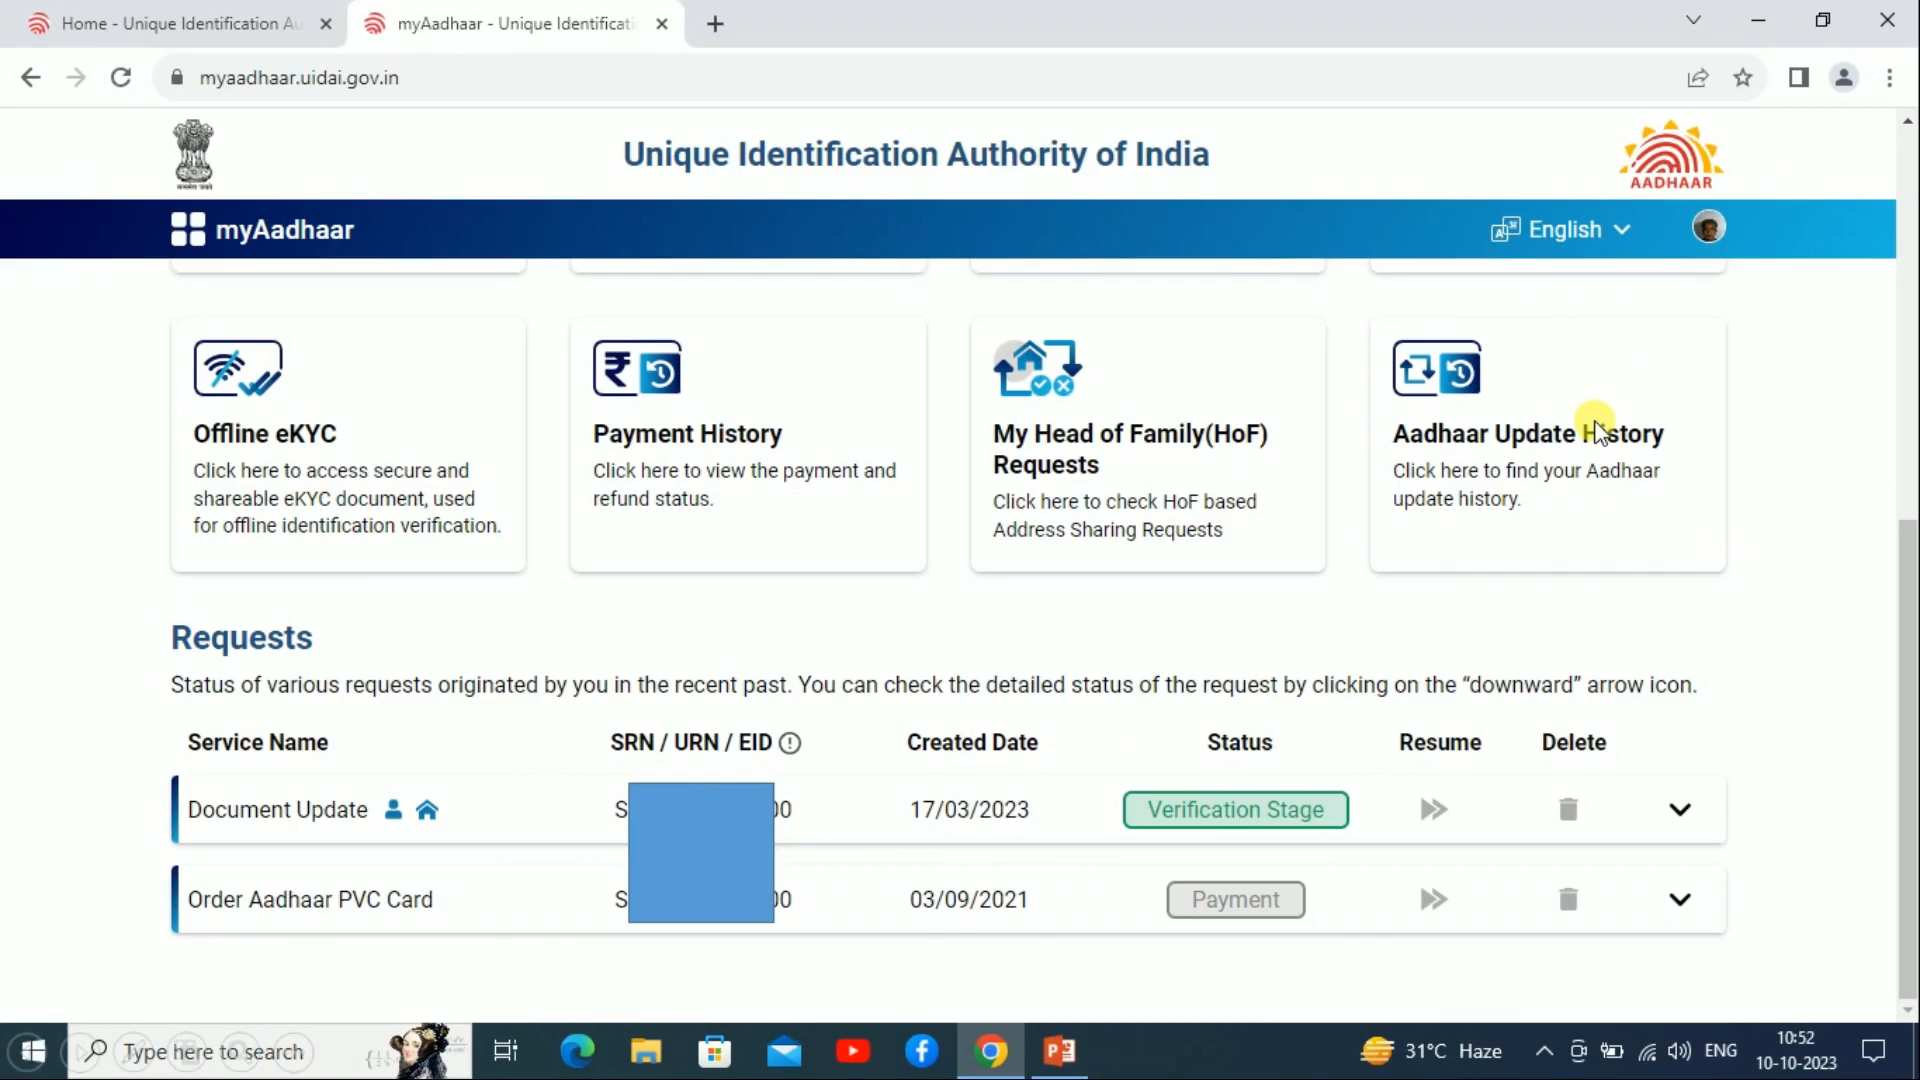 Home - Unique Identification Au
myAadhaar - Unique Identificati
myaadhaar.uidai.gov.in
Unique Identification Authority of India
AADHAAR
myAadhaar
English
Offline eKYC
Click here to access secure and
shareable eKYC document, used
for offline identification verification.
Payment History
Click here to view the payment and
refund status.
My Head of Family(HoF)
Requests
Click here to check HoF based
Address Sharing Requests
Aadhaar Update History
Click here to find your Aadhaar
update history.
Requests
Status of various requests originated by you in the recent past. You can check the detailed status of the request by clicking on the “downward” arrow icon.
Service Name SRN / URN / EID Created Date Status Resume Delete
Document Update S 00 17/03/2023 Verification Stage
Order Aadhaar PVC Card S 00 03/09/2021 Payment
Type here to search
31°C Haze
ENG
10:52
10-10-2023